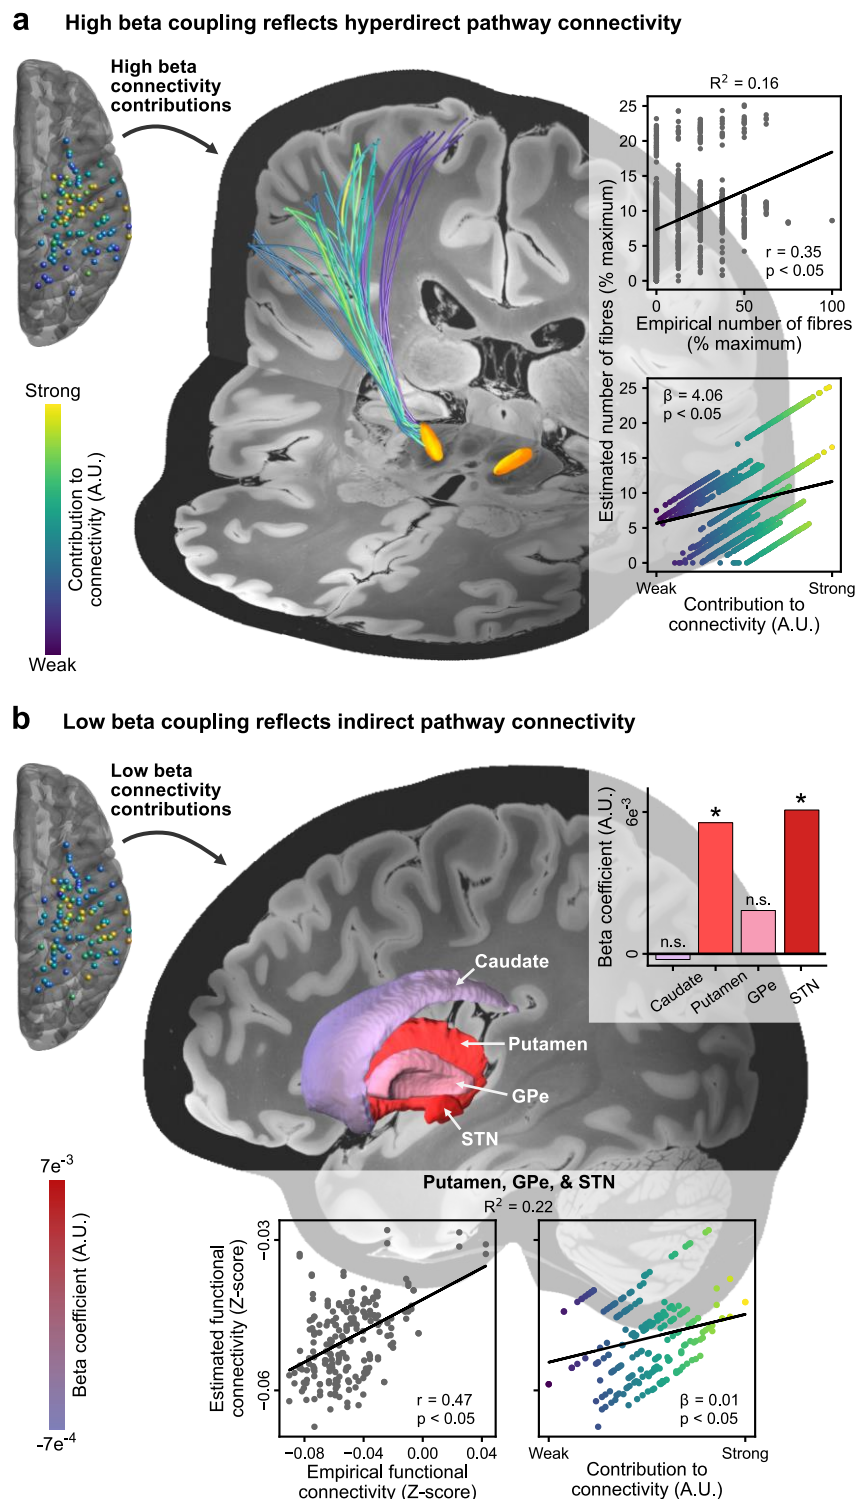 a High beta coupling reflects hyperdirect pathway connectivity
High beta
connectivity
contributions
R² = 0.16
25
20
15
10
5
0
r = 0.35
p < 0.05
0
50
100
Empirical number of fibres
(% maximum)
Estimated number of fibres (% maximum)
Strong
Contribution to
connectivity (A.U.)
Weak
β = 4.06
p < 0.05
25
20
15
10
5
0
Weak
Strong
Contribution to
connectivity (A.U.)
b Low beta coupling reflects indirect pathway connectivity
Low beta
connectivity
contributions
Beta coefficient (A.U.)
6e⁻³
0
n.s.
*
n.s.
*
Caudate
Putamen
GPe
STN
Caudate
Putamen
GPe
STN
7e⁻³
Beta coefficient (A.U.)
-7e⁻⁴
Putamen, GPe, & STN
R² = 0.22
Estimated functional
connectivity (Z-score)
−0.03
−0.06
r = 0.47
p < 0.05
−0.08
−0.04
0.00
0.04
Empirical functional
connectivity (Z-score)
β = 0.01
p < 0.05
Weak
Strong
Contribution to
connectivity (A.U.)